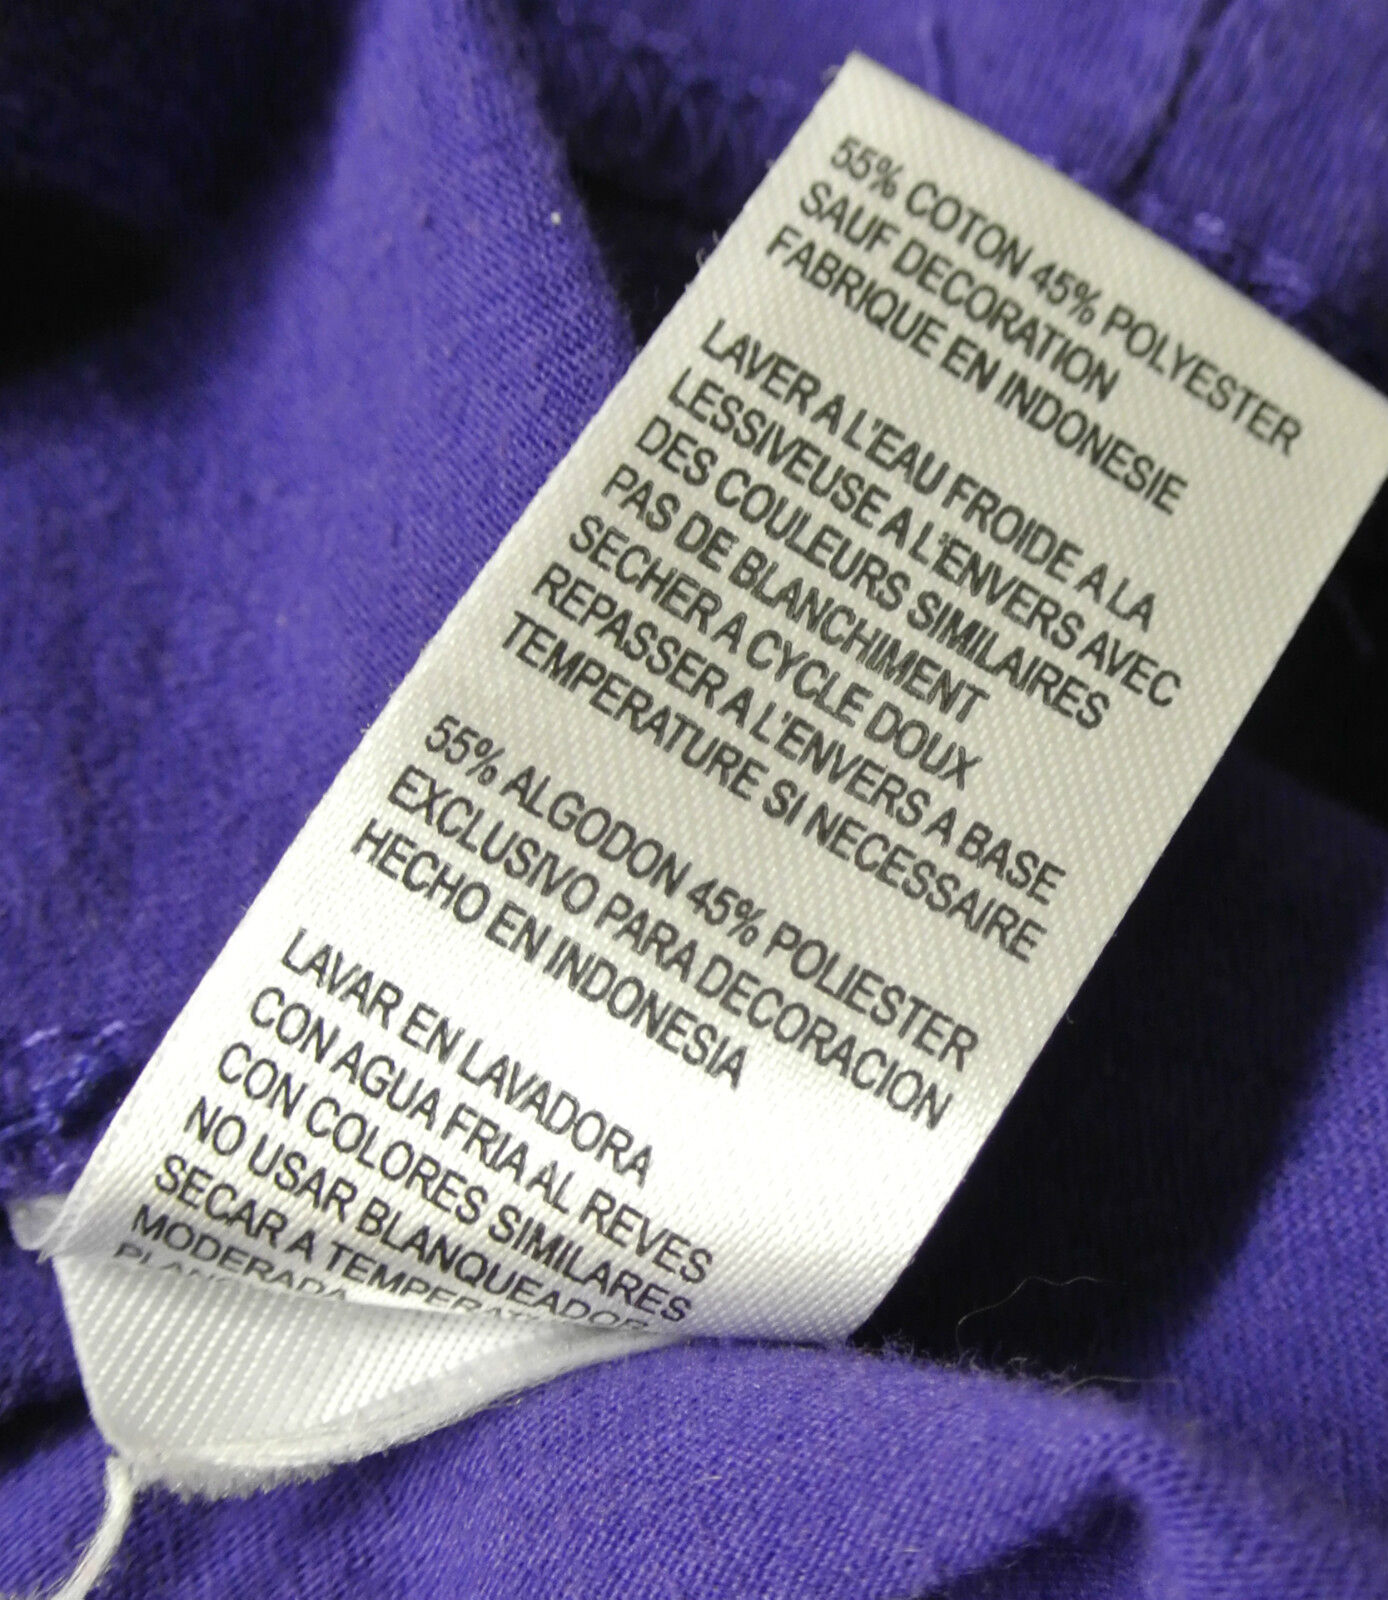 55% COTON 45% POLYESTER
SAUF DECORATION
FABRIQUE EN INDONESIE
LAVER A L'EAU FROIDE A LA
LESSIVEUSE A L'ENVERS AVEC
DES COULEURS SIMILAIRES
PAS DE BLANCHIMENT
SECHER A CYCLE DOUX
REPASSER A L'ENVERS A BASE
TEMPERATURE SI NECESSAIRE
55% ALGODON 45% POLIESTER
EXCLUSIVO PARA DECORACION
HECHO EN INDONESIA
LAVAR EN LAVADORA
CON AGUA FRIA AL REVES
CON COLORES SIMILARES
NO USAR BLANQUEADOR
SECAR A
MODERADA